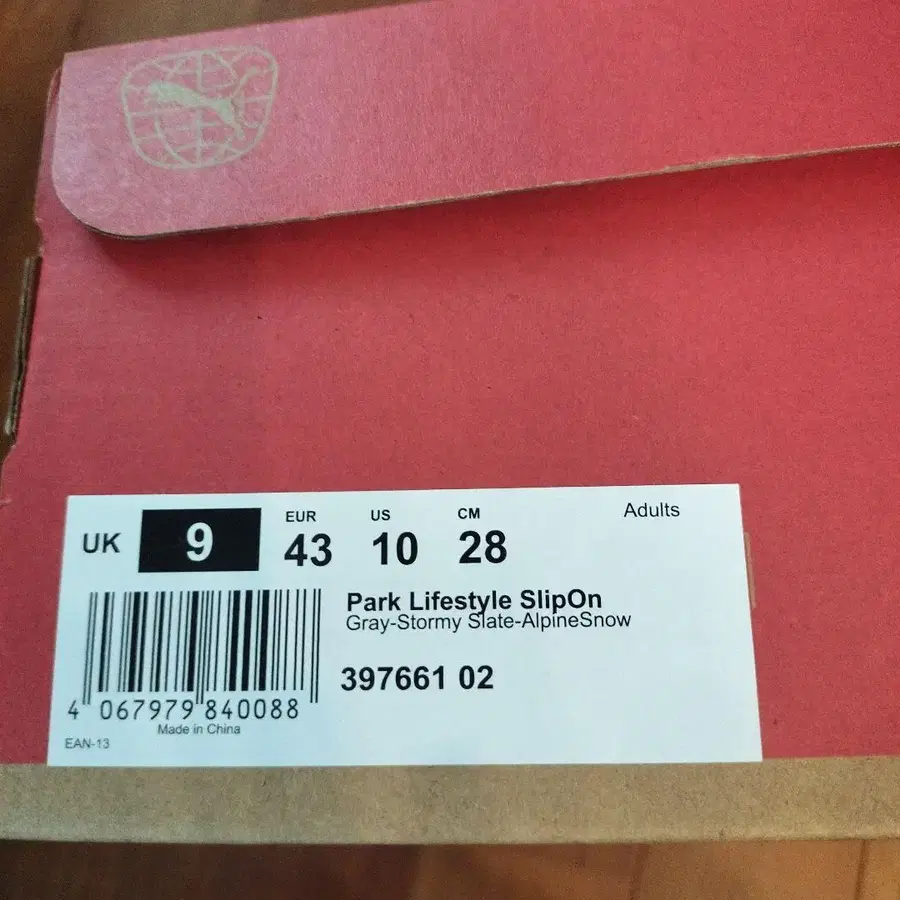 UK 9 EUR 43 US 10 CM 28 Adults
Park Lifestyle SlipOn
Gray-Stormy Slate-AlpineSnow
397661 02
4 067979 840088
Made in China
EAN-13